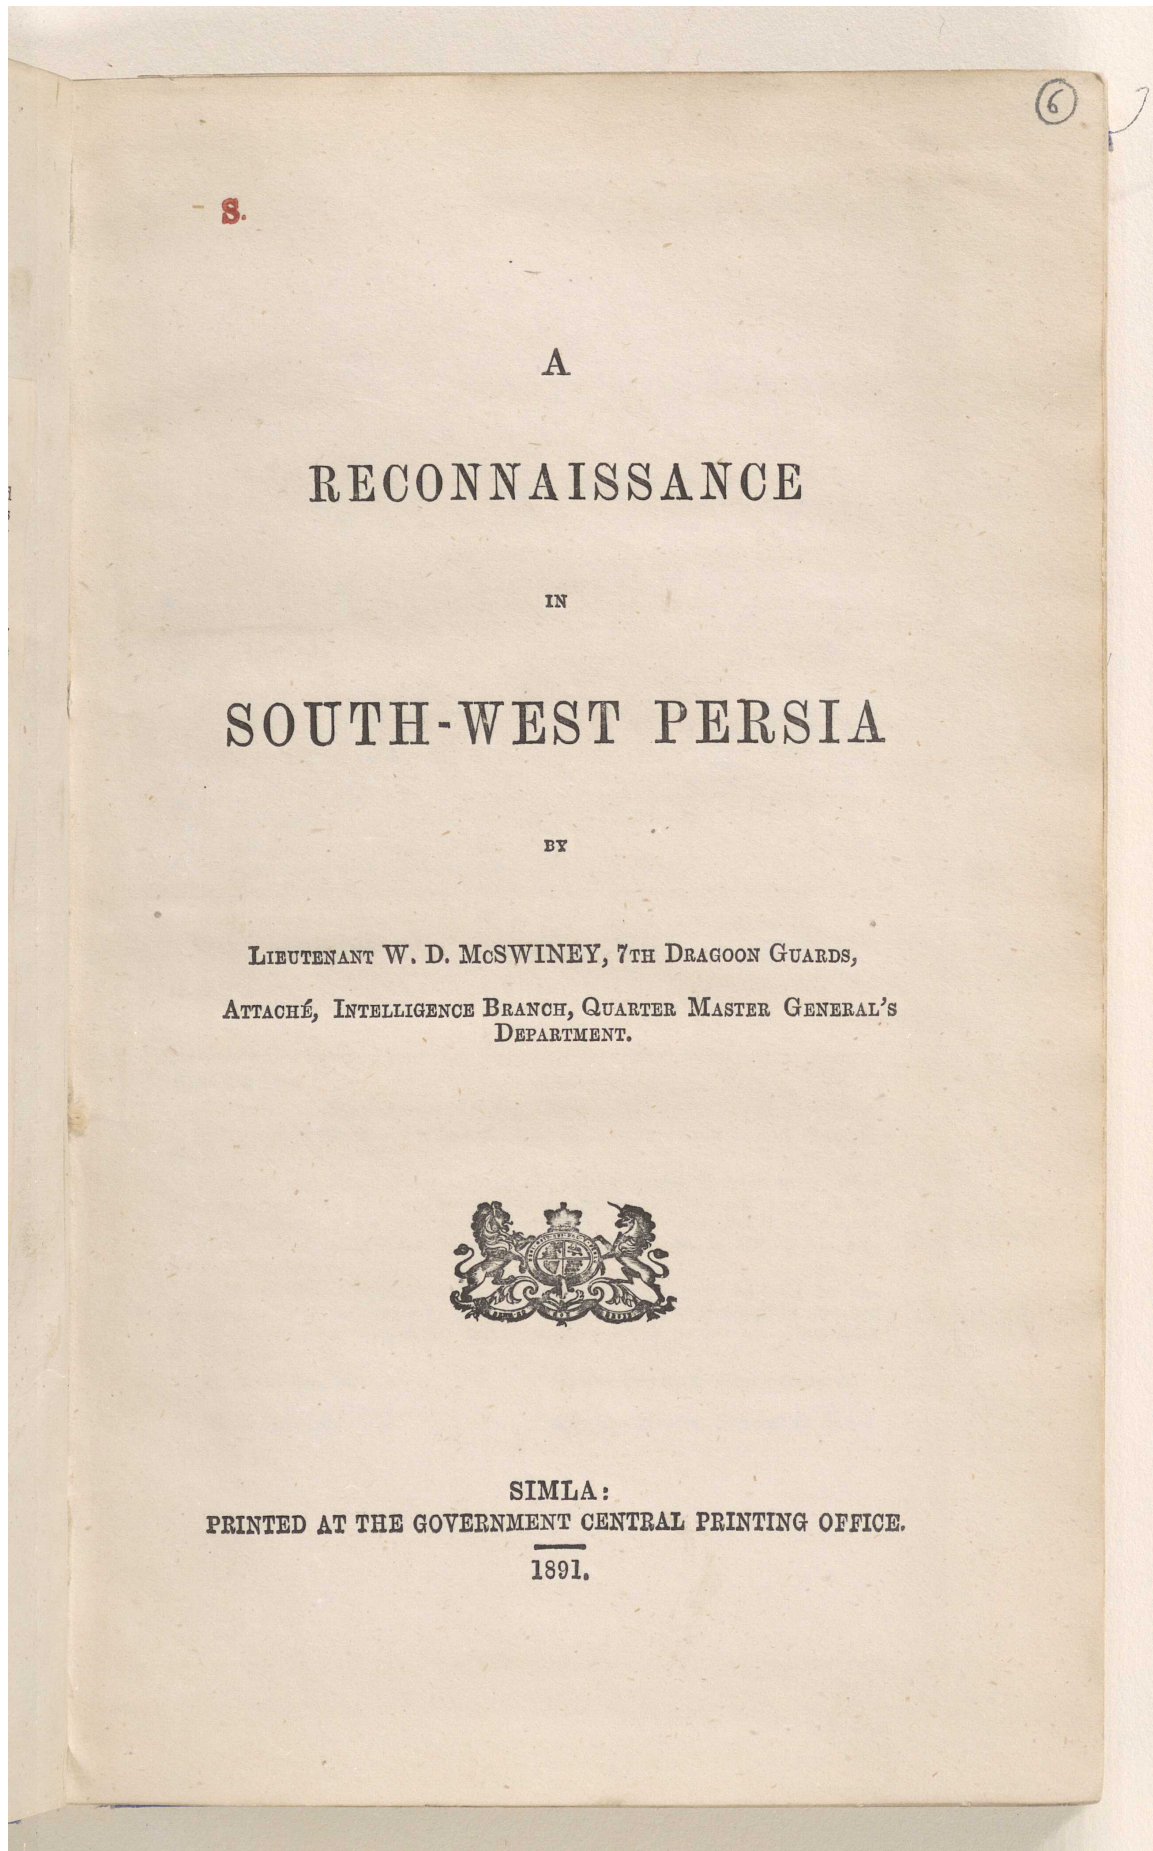 6
S.
A
RECONNAISSANCE
IN
SOUTH-WEST PERSIA
BY
LIEUTENANT W. D. McSWINEY, 7TH DRAGOON GUARDS,
ATTACHÉ, INTELLIGENCE BRANCH, QUARTER MASTER GENERAL'S
DEPARTMENT.
SIMLA:
PRINTED AT THE GOVERNMENT CENTRAL PRINTING OFFICE.
1891.